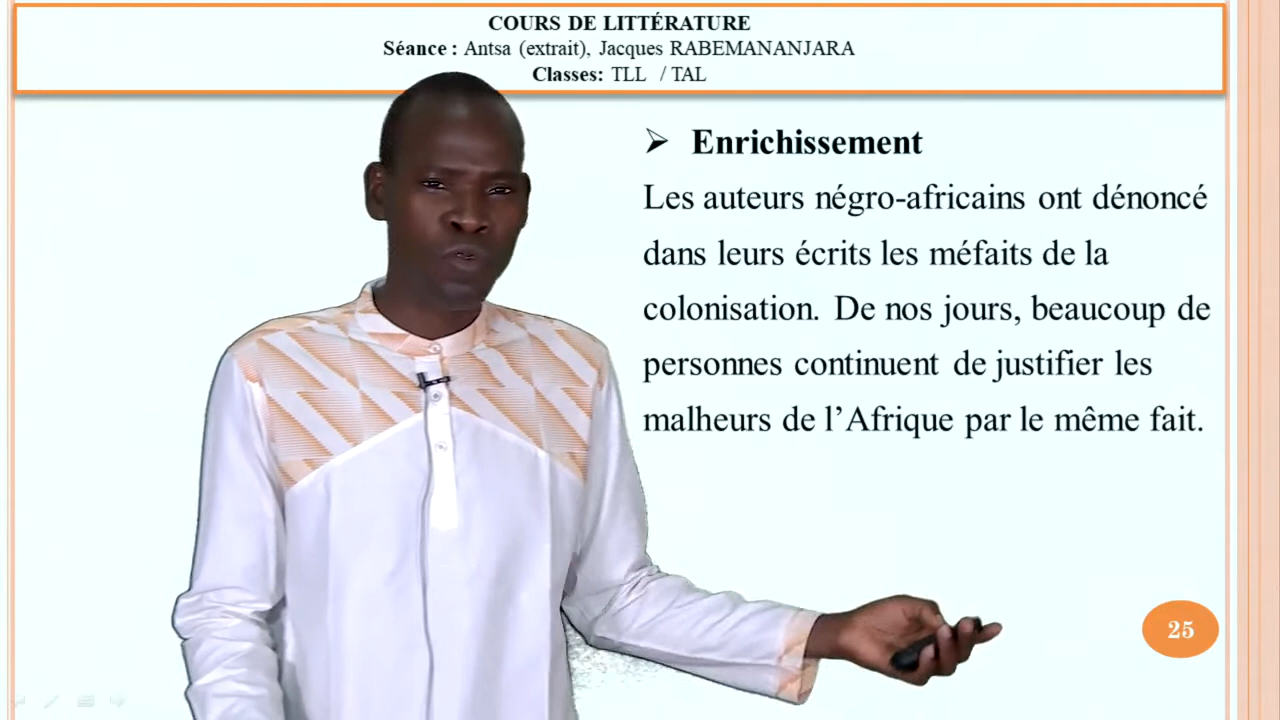 COURS DE LITTÉRATURE
Séance : Antsa (extrait), Jacques RABEMANANJARA
Classes: TLL / TAL
➢ Enrichissement
Les auteurs négro-africains ont dénoncé
dans leurs écrits les méfaits de la
colonisation. De nos jours, beaucoup de
personnes continuent de justifier les
malheurs de l’Afrique par le même fait.
25